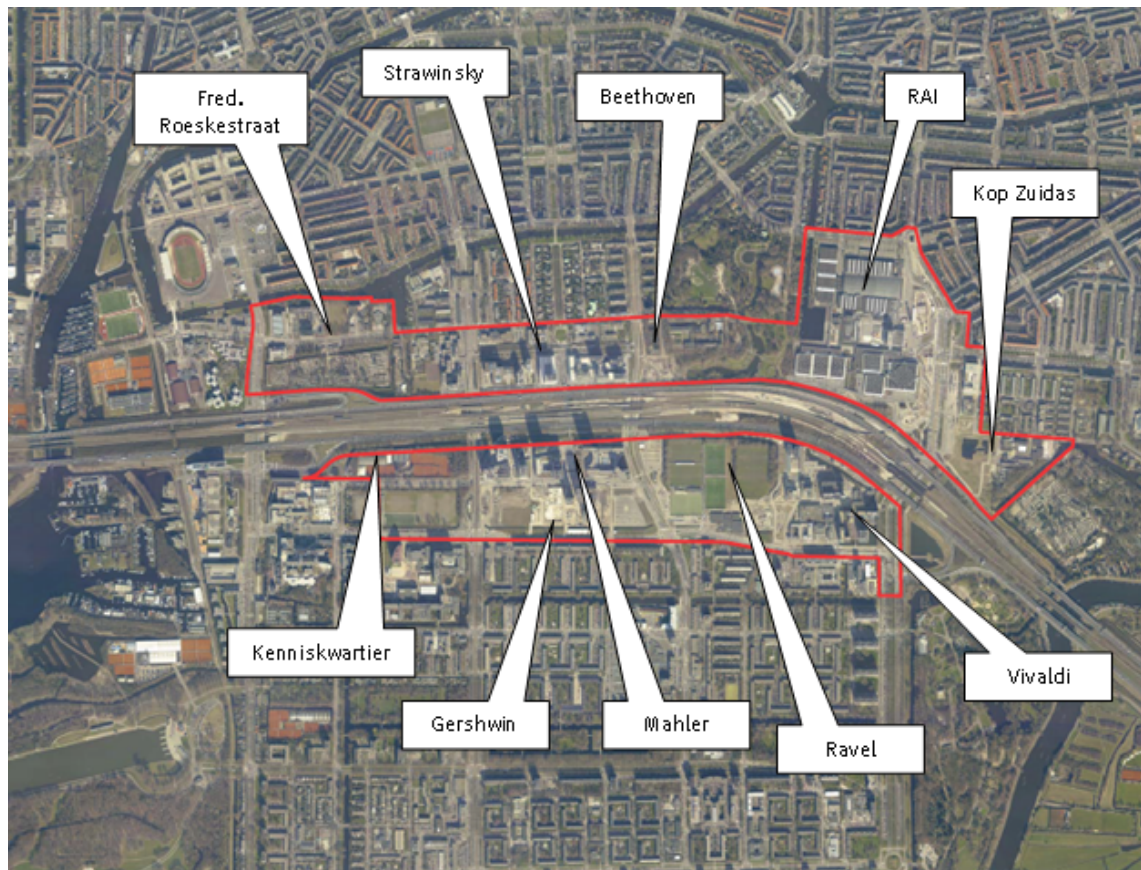 Strawinsky
Fred.
Roeskestraat
Beethoven
RAI
Kop Zuidas
Kenniskwartier
Gershwin
Mahler
Ravel
Vivaldi